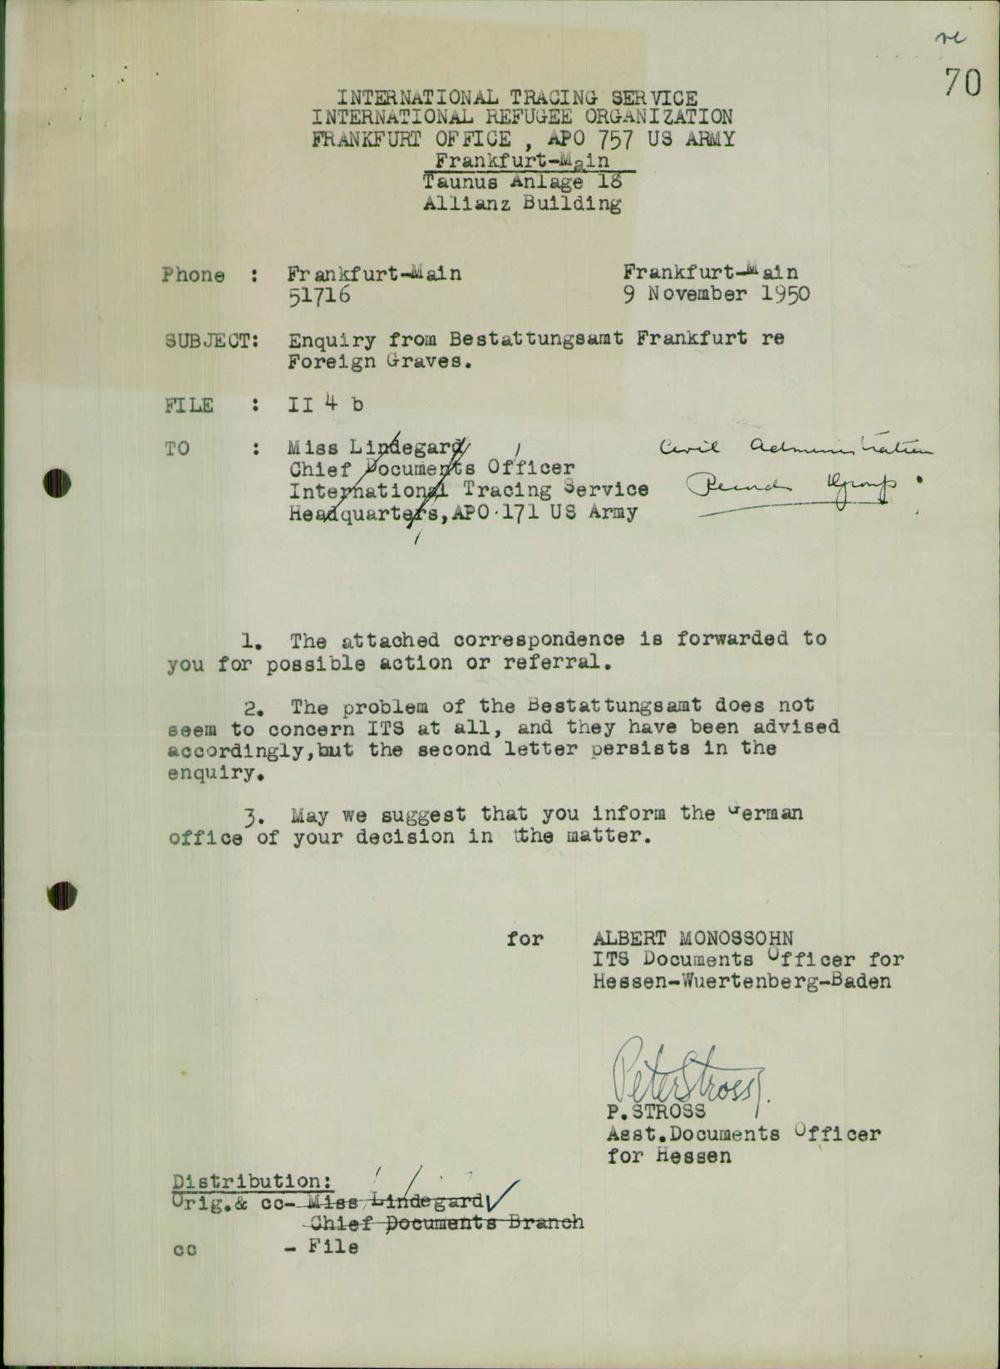 70
INTERNATIONAL TRACING SERVICE
INTERNATIONAL REFUGEE ORGANIZATION
FRANKFURT OFFICE , APO 757 US ARMY
Frankfurt-Main
Taunus Anlage 18
Allianz Building
Phone : Frankfurt-Main Frankfurt-Main
51716 9 November 1950
SUBJECT: Enquiry from Bestattungsamt Frankfurt re
Foreign Graves.
FILE : II 4 b
TO : Miss Lindegard Civil Administration
Chief Documents Officer
International Tracing Service Records Group.
Headquarters, APO 171 US Army
1. The attached correspondence is forwarded to
you for possible action or referral.
2. The problem of the Bestattungsamt does not
seem to concern ITS at all, and they have been advised
accordingly,but the second letter persists in the
enquiry.
3. May we suggest that you inform the German
office of your decision in the matter.
for ALBERT MONOSSOHN
ITS Documents Officer for
Hessen-Wuertenberg-Baden
Peter Stross
P.STROSS
Asst.Documents Officer
for Hessen
Distribution:
Orig.& cc- Miss Lindegard
Chief Documents Branch
cc - File